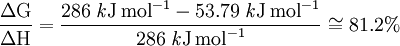 ΔG/ΔH = (286 kJ mol⁻¹ − 53.79 kJ mol⁻¹)/(286 kJ mol⁻¹) ≅ 81.2%